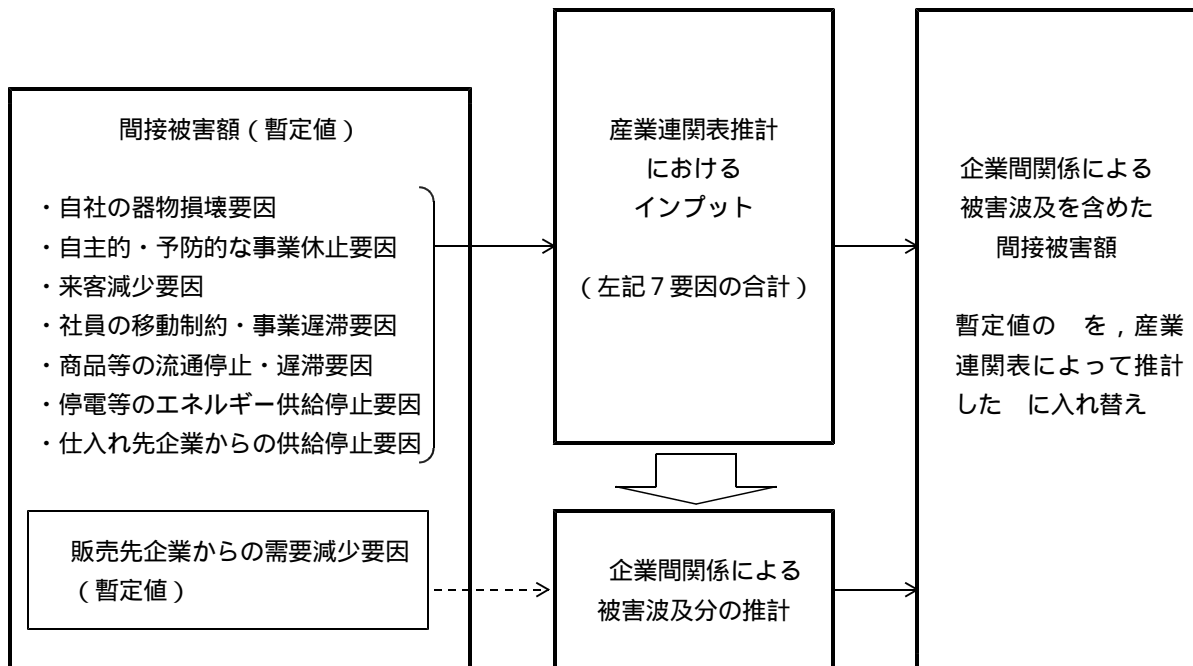 間接被害額(暫定値)
・自社の器物損壊要因
・自主的・予防的な事業休止要因
・来客減少要因
・社員の移動制約・事業遅滞要因
・商品等の流通停止・遅滞要因
・停電等のエネルギー供給停止要因
・仕入れ先企業からの供給停止要因
販売先企業からの需要減少要因
(暫定値)
産業連関表推計
における
インプット
(左記7要因の合計)
企業間関係による
被害波及分の推計
企業間関係による
被害波及を含めた
間接被害額
暫定値の を,産業
連関表によって推計
した に入れ替え